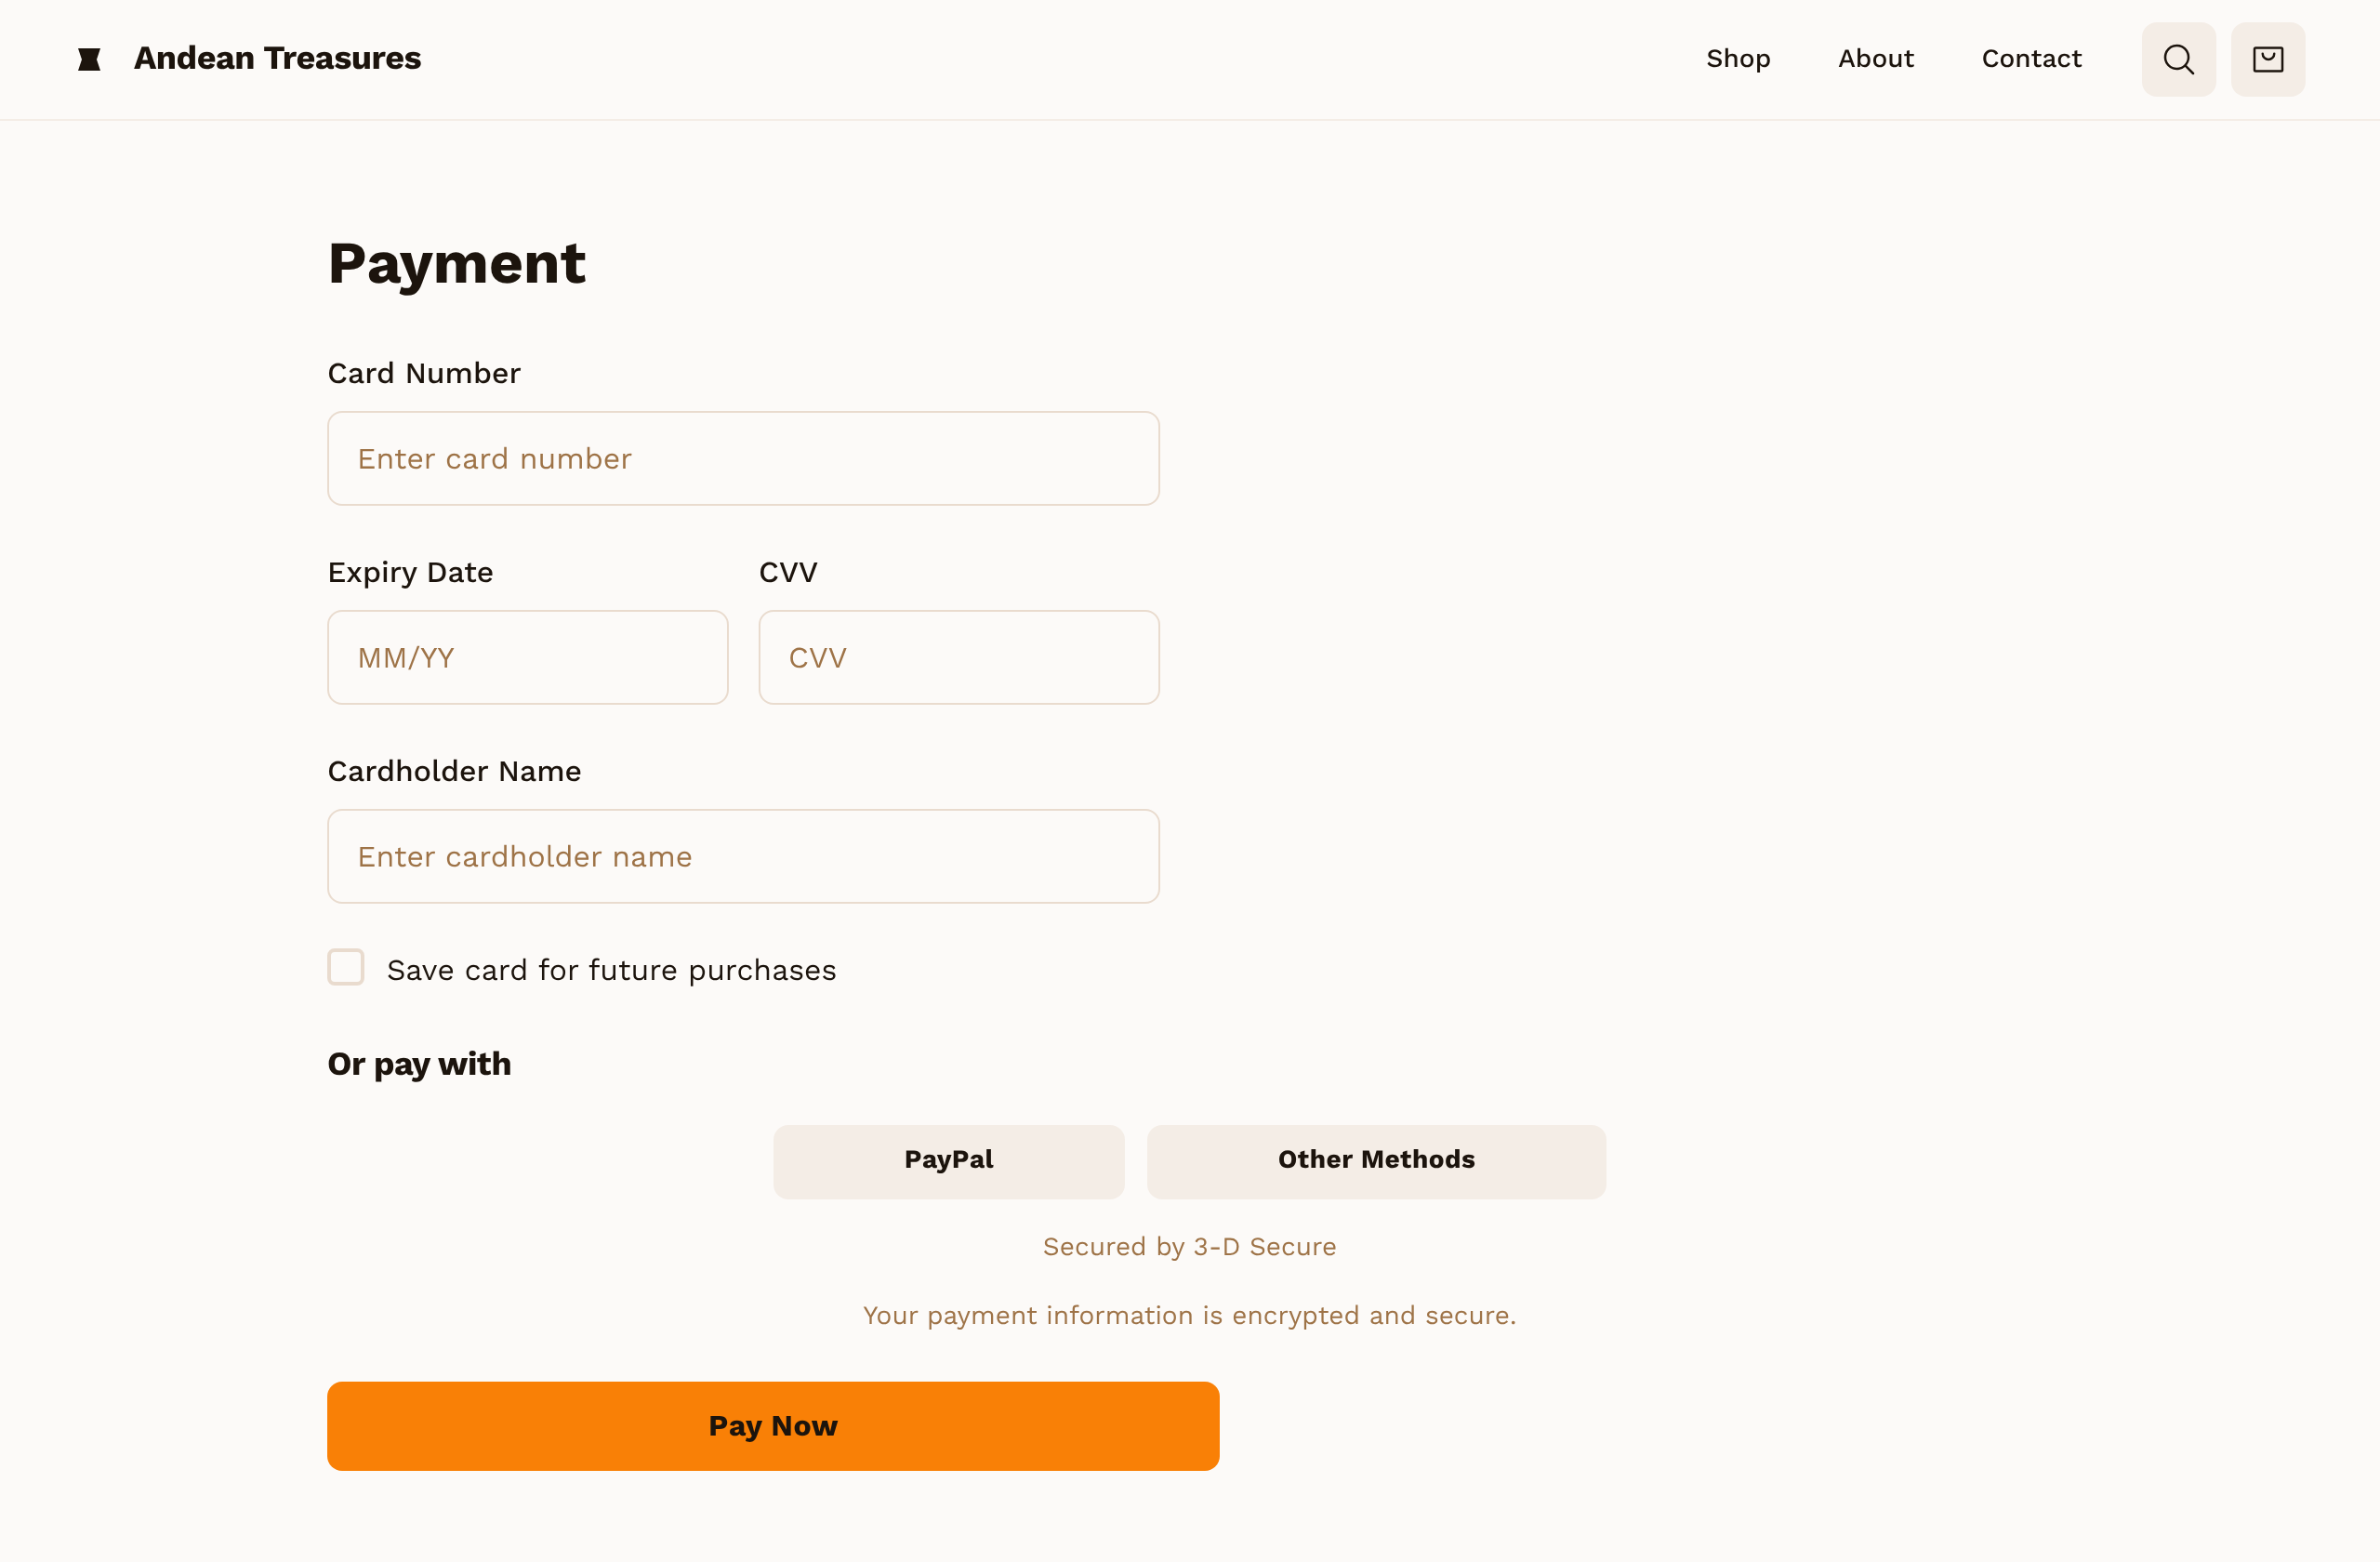 Andean Treasures
Shop About Contact
Payment
Card Number
Enter card number
Expiry Date CVV
MM/YY CVV
Cardholder Name
Enter cardholder name
Save card for future purchases
Or pay with
PayPal Other Methods
Secured by 3-D Secure
Your payment information is encrypted and secure.
Pay Now